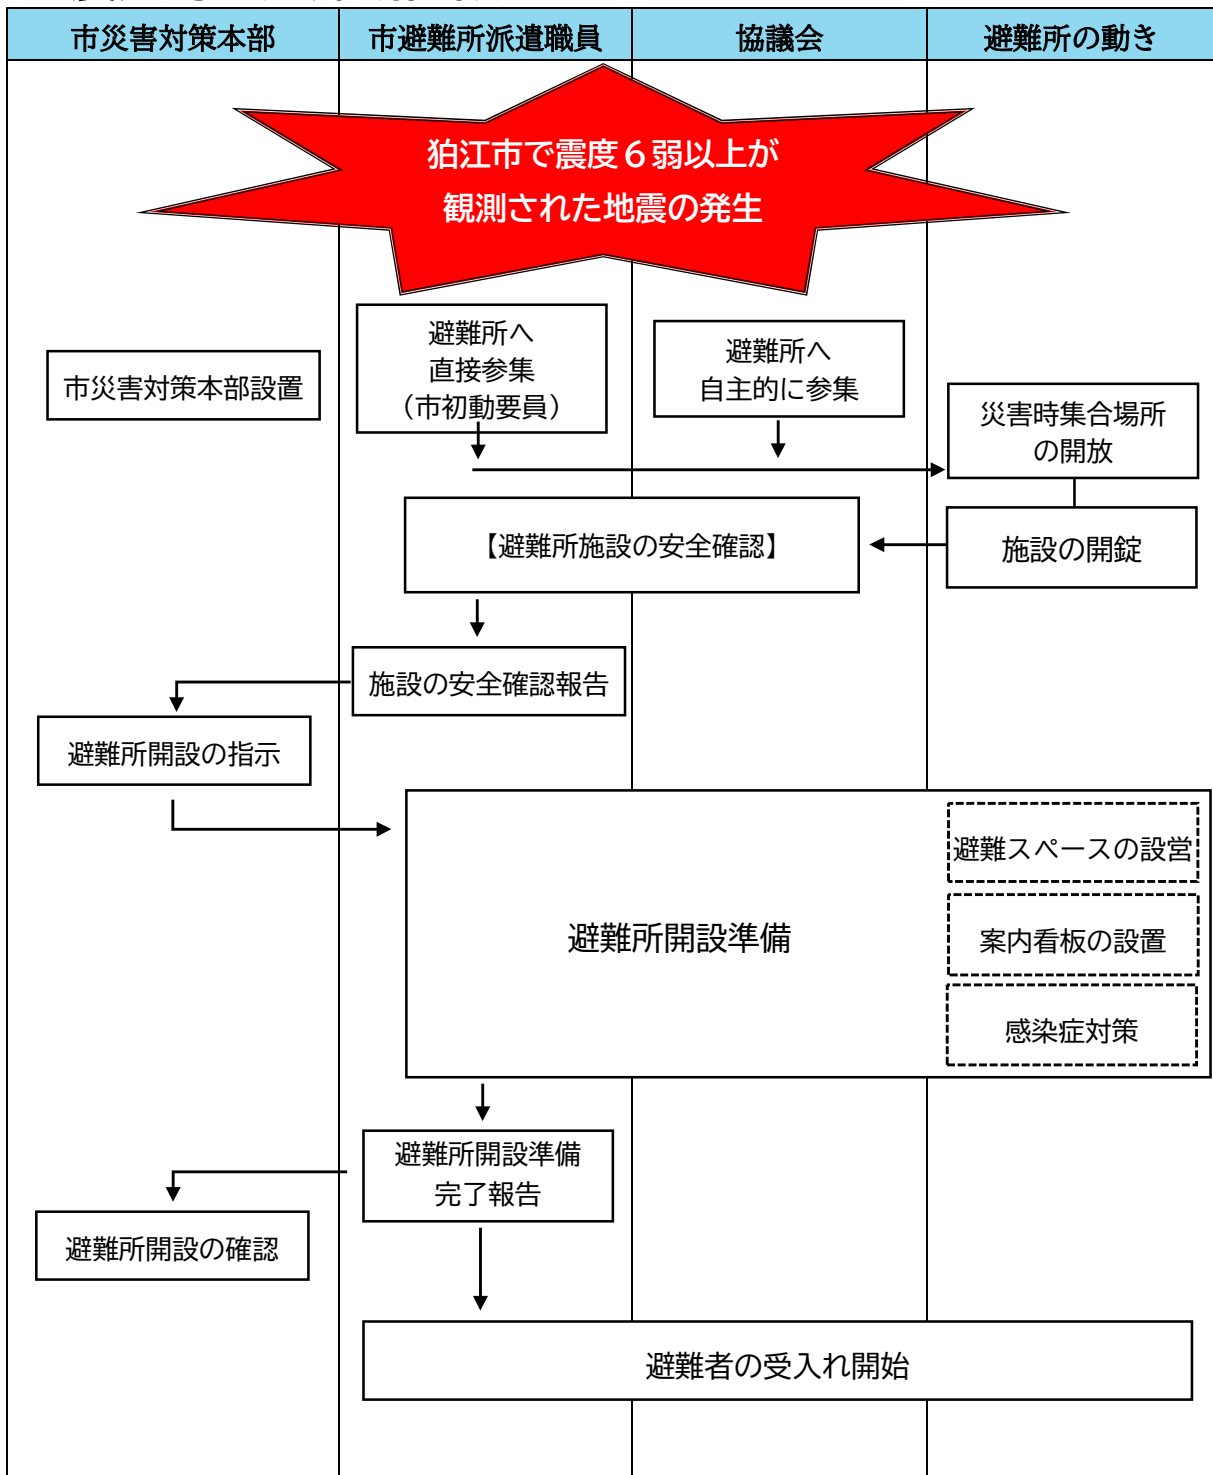 市災害対策本部
市避難所派遣職員
協議会
避難所の動き
狛江市で震度６弱以上が
観測された地震の発生
市災害対策本部設置
避難所へ
直接参集
（市初動要員）
避難所へ
自主的に参集
災害時集合場所
の開放
【避難所施設の安全確認】
施設の開錠
施設の安全確認報告
避難所開設の指示
避難所開設準備
避難スペースの設営
案内看板の設置
感染症対策
避難所開設準備
完了報告
避難所開設の確認
避難者の受入れ開始